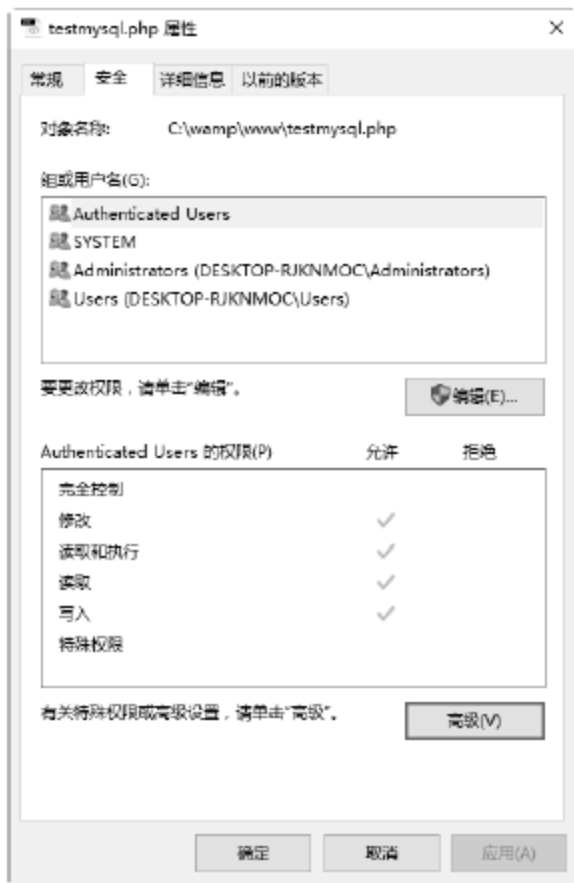 testmysql.php 属性
常规 安全 详细信息 以前的版本
对象名称: C:\wamp\www\testmysql.php
组或用户名(G):
Authenticated Users
SYSTEM
Administrators (DESKTOP-RJKNMOC\Administrators)
Users (DESKTOP-RJKNMOC\Users)
要更改权限，请单击"编辑"。 编辑(E)...
Authenticated Users 的权限(P) 允许 拒绝
完全控制
修改
读取和执行
读取
写入
特殊权限
有关特殊权限或高级设置，请单击"高级"。 高级(V)
确定 取消 应用(A)